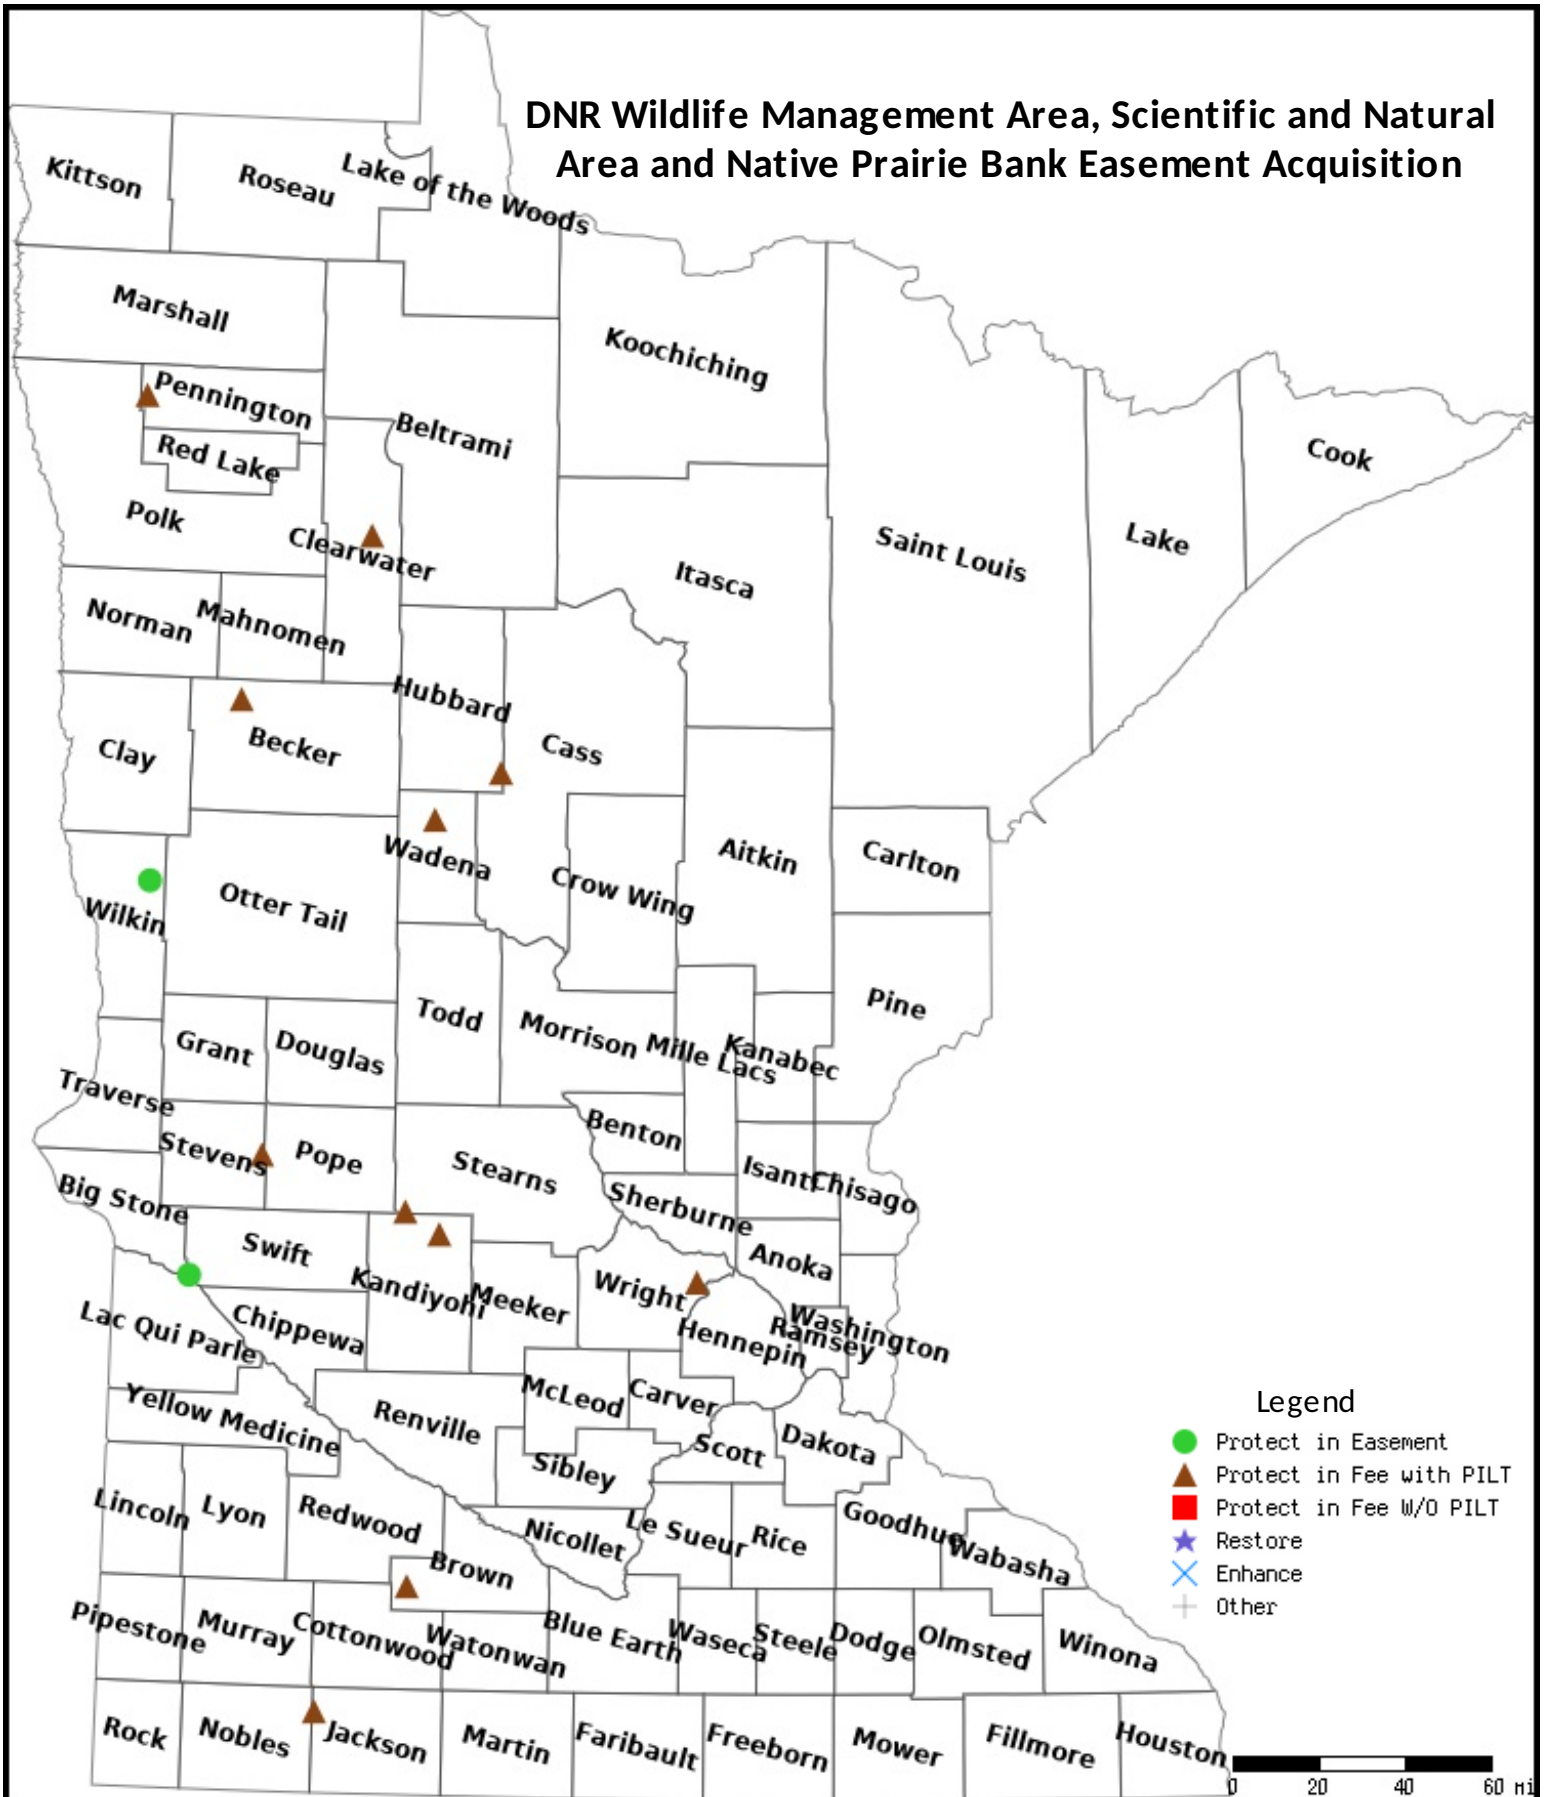 DNR Wildlife Management Area, Scientific and Natural
Area and Native Prairie Bank Easement Acquisition
Kittson
Roseau
Lake of the Woods
Marshall
Koochiching
Pennington
Beltrami
Red Lake
Cook
Polk
Clearwater
Saint Louis
Lake
Itasca
Norman
Mahnomen
Hubbard
Clay
Becker
Cass
Wadena
Aitkin
Carlton
Wilkin
Otter Tail
Crow Wing
Pine
Todd
Morrison
Mille Lacs
Kanabec
Grant
Douglas
Traverse
Stevens
Pope
Stearns
Benton
Isanti
Chisago
Big Stone
Sherburne
Swift
Anoka
Kandiyohi
Meeker
Wright
Lac Qui Parle
Chippewa
Hennepin
Ramsey
Washington
Yellow Medicine
Renville
McLeod
Carver
Scott
Dakota
Sibley
Lincoln
Lyon
Redwood
Nicollet
Le Sueur
Rice
Goodhue
Wabasha
Brown
Pipestone
Murray
Cottonwood
Watonwan
Blue Earth
Waseca
Steele
Dodge
Olmsted
Winona
Rock
Nobles
Jackson
Martin
Faribault
Freeborn
Mower
Fillmore
Houston
Legend
Protect in Easement
Protect in Fee with PILT
Protect in Fee W/O PILT
Restore
Enhance
Other
0 20 40 60 mi